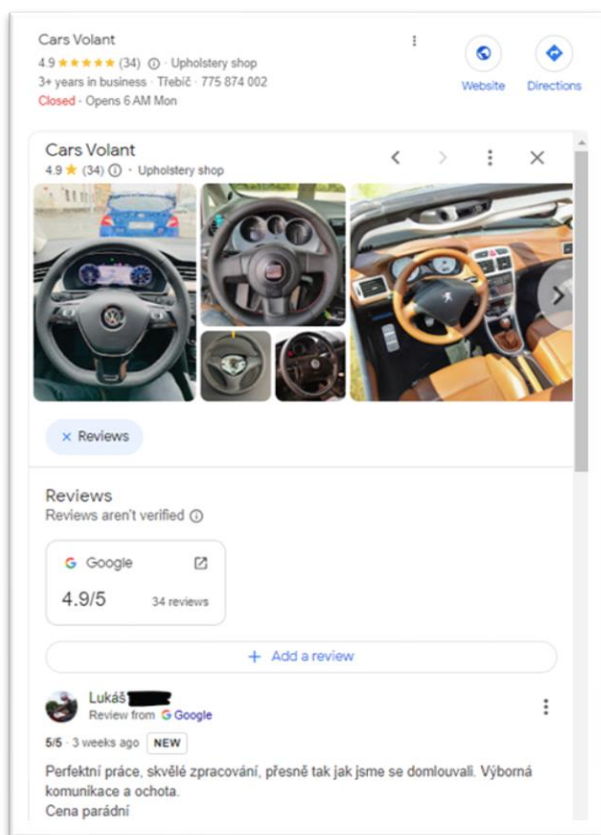 Cars Volant
4.9 ★★★★★ (34) · Upholstery shop
3+ years in business · Třebíč · 775 874 002
Closed · Opens 6 AM Mon
Website
Directions
Cars Volant
4.9 ★ (34) · Upholstery shop
× Reviews
Reviews
Reviews aren't verified
G Google
4.9/5
34 reviews
+ Add a review
Lukáš
Review from G Google
5/5 · 3 weeks ago NEW
Perfektní práce, skvělé zpracování, přesně tak jak jsme se domlouvali. Výborná
komunikace a ochota.
Cena parádní